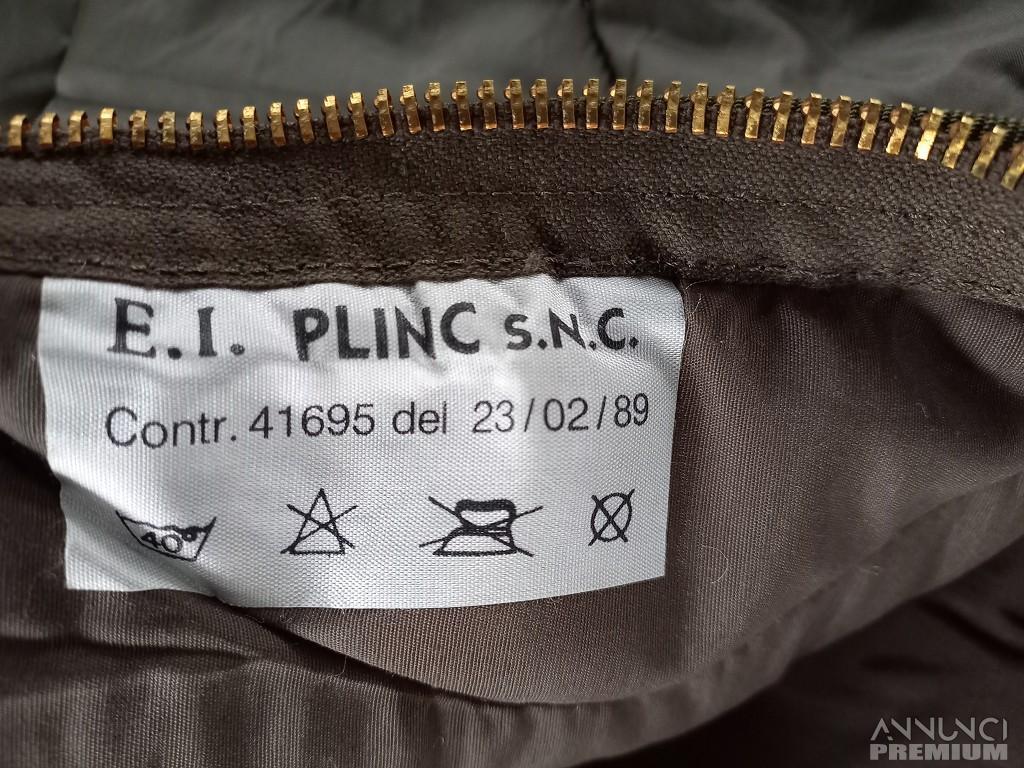 E.I. PLINC S.N.C.
Contr. 41695 del 23/02/89
40°
ANNUNCI
PREMIUM